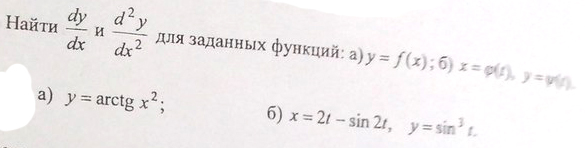 Найти dy/dx и d²y/dx² для заданных функций: а) y = f(x); б) x = φ(t), y = ψ(t).
а) y = arctg x²;
б) x = 2t – sin 2t, y = sin³ t.